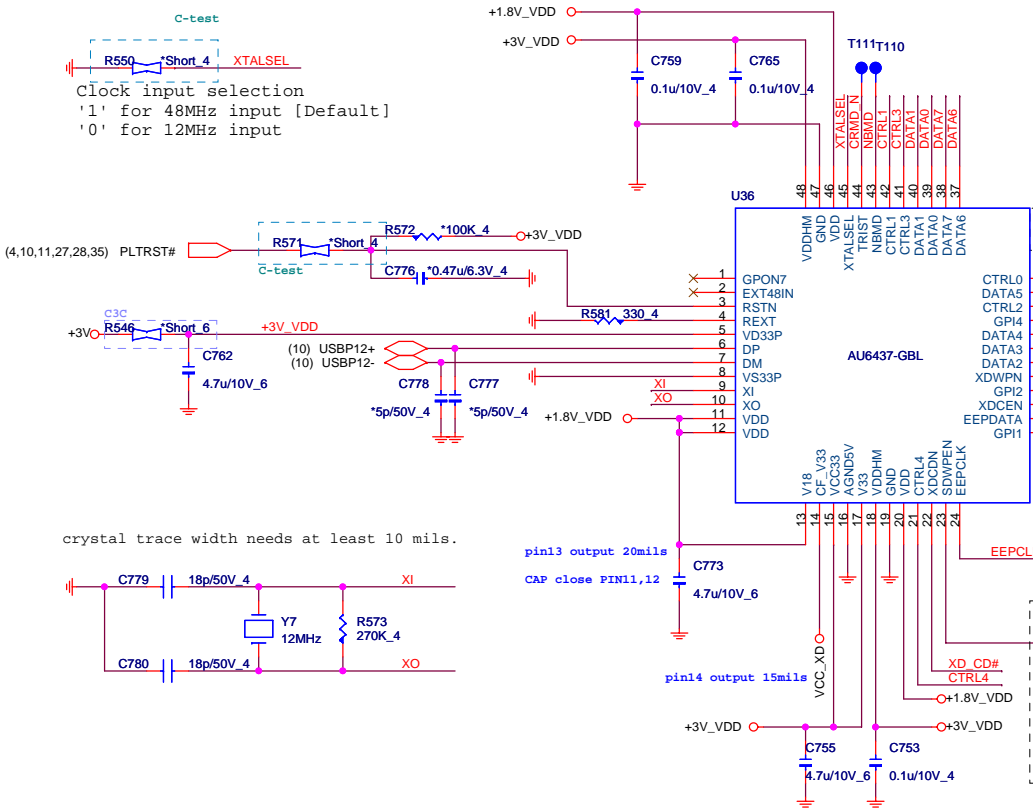 C-test
R550 *Short_4 XTALSEL
Clock input selection
'1' for 48MHz input [Default]
'0' for 12MHz input
+1.8V_VDD
+3V_VDD
C759
0.1u/10V_4
C765
0.1u/10V_4
T111 T110
XTALSEL
CRMD_N
NBMD
CTRL1
CTRL3
DATA1
DATA0
DATA7
DATA6
48 47 46 45 44 43 42 41 40 39 38 37
U36
VDDHM
GND
VDD
XTALSEL
TRIST
NBMD
CTRL1
CTRL3
DATA1
DATA0
DATA7
DATA6
(4,10,11,27,28,35) PLTRST#
R571 *Short_4
C-test
R572 *100K_4 +3V_VDD
C776 *0.47u/6.3V_4
R581 330_4
C3C
+3V R546 *Short_6 +3V_VDD
C762
4.7u/10V_6
(10) USBP12+
(10) USBP12-
C778
*5p/50V_4
C777
*5p/50V_4
XI
XO
+1.8V_VDD
1 GPON7
2 EXT48IN
3 RSTN
4 REXT
5 VD33P
6 DP
7 DM
8 VS33P
9 XI
10 XO
11 VDD
12 VDD
AU6437-GBL
CTRL0
DATA5
CTRL2
GPI4
DATA4
DATA3
DATA2
XDWPN
GPI2
XDCEN
EEPDATA
GPI1
V18
CF_V33
VCC33
AGND5V
V33
VDDHM
GND
VDD
CTRL4
XDCDN
SDWPEN
EEPCLK
13 14 15 16 17 18 19 20 21 22 23 24
EEPCL
crystal trace width needs at least 10 mils.
C779 18p/50V_4 XI
Y7
12MHz
R573
270K_4
C780 18p/50V_4 XO
pin13 output 20mils
CAP close PIN11,12
C773
4.7u/10V_6
pin14 output 15mils
VCC_XD
XD_CD#
CTRL4
+1.8V_VDD
+3V_VDD
+3V_VDD
C755
4.7u/10V_6
C753
0.1u/10V_4